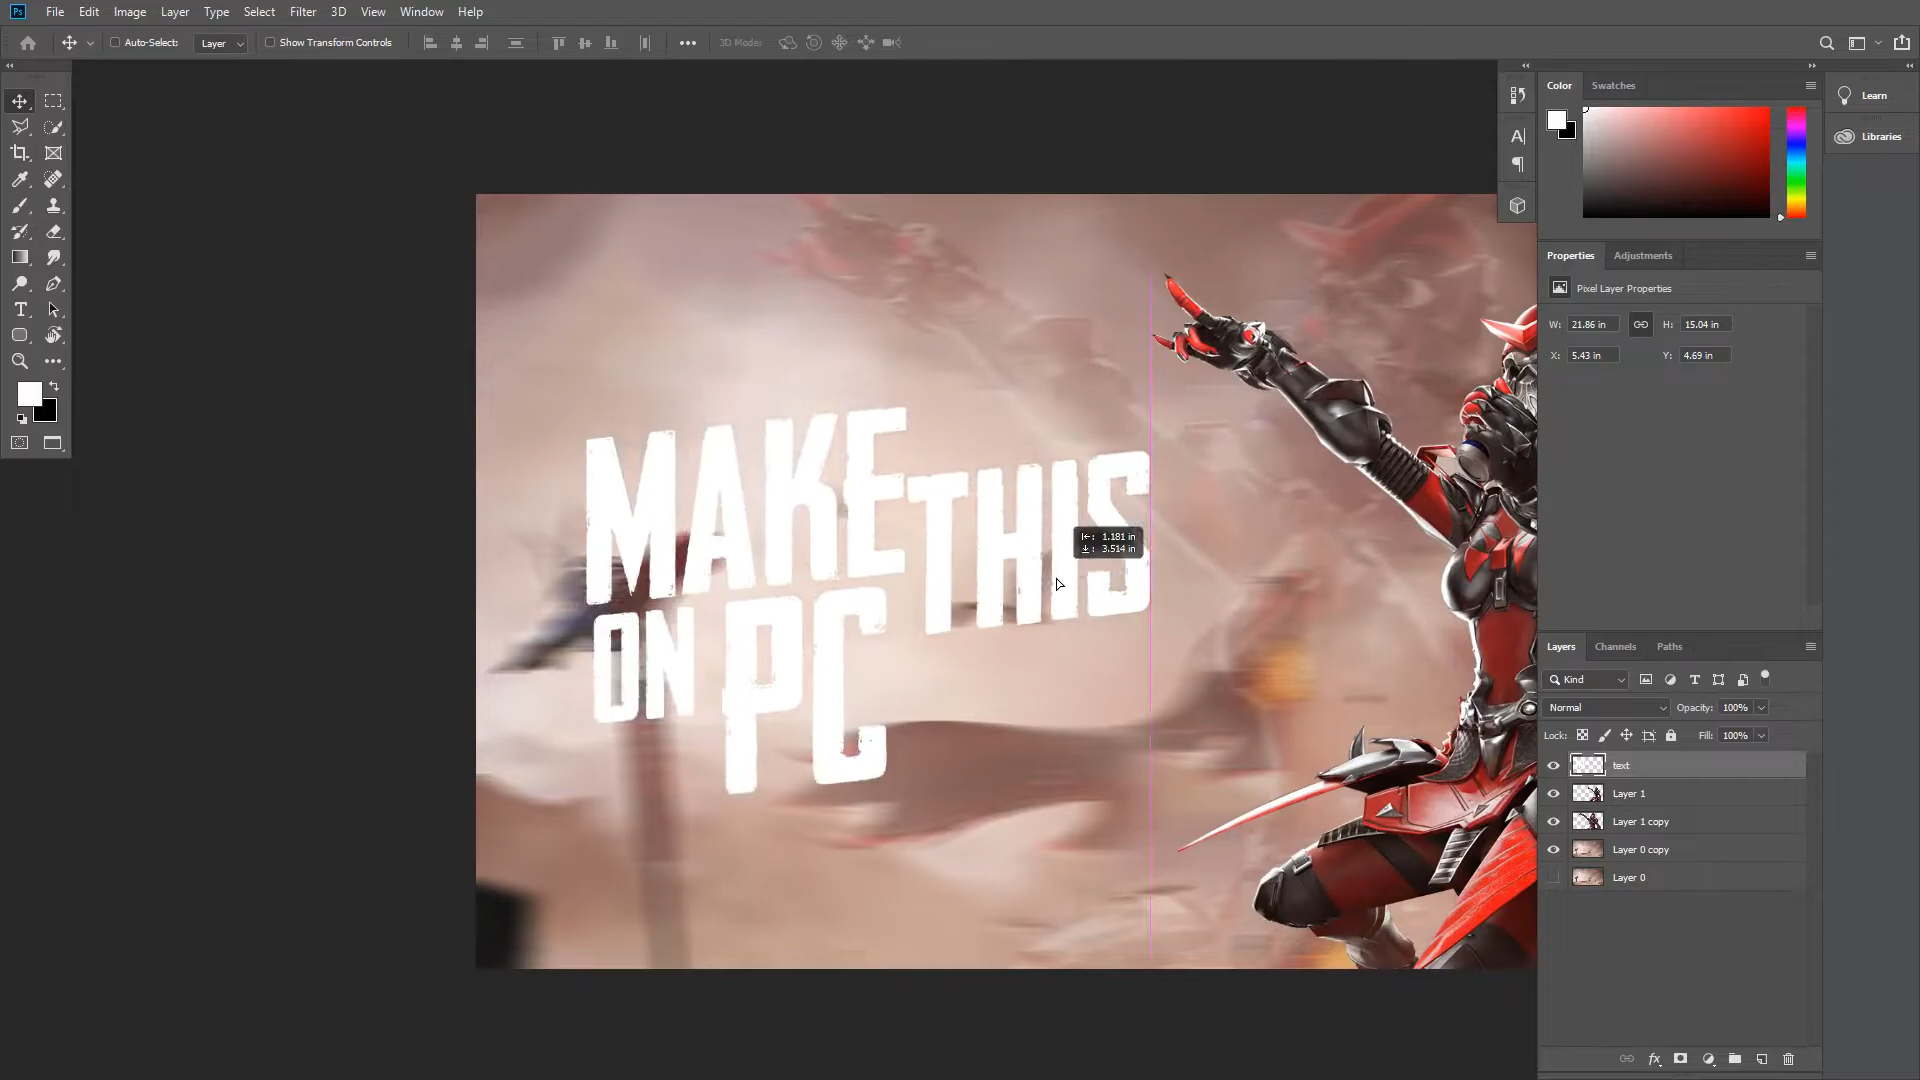 Ps File Edit Image Layer Type Select Filter 3D View Window Help
Auto-Select: Layer Show Transform Controls 3D Mode:
Color Swatches
Learn
Libraries
Properties Adjustments
Pixel Layer Properties
W: 21.86 in H: 15.04 in
X: 5.43 in Y: 4.69 in
MAKE THIS
ON PC
1.181 in
3.514 in
Layers Channels Paths
Kind
Normal Opacity: 100%
Lock: Fill: 100%
text
Layer 1
Layer 1 copy
Layer 0 copy
Layer 0